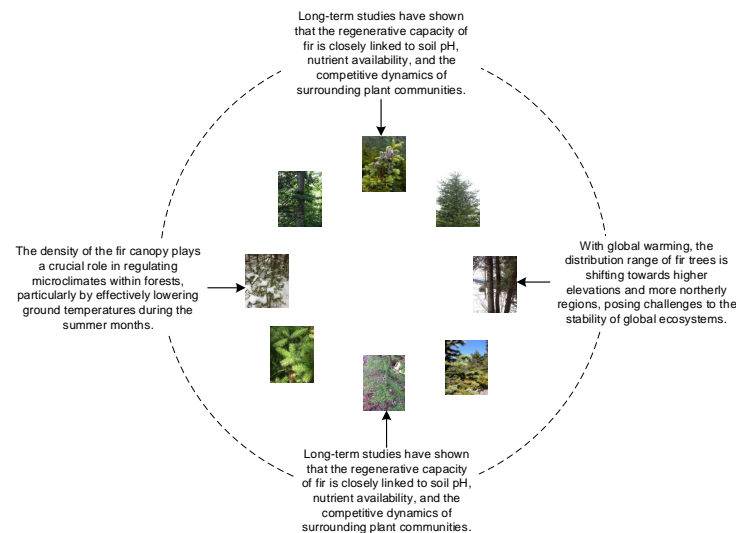 Long-term studies have shown
that the regenerative capacity of
fir is closely linked to soil pH,
nutrient availability, and the
competitive dynamics of
surrounding plant communities.
The density of the fir canopy plays
a crucial role in regulating
microclimates within forests,
particularly by effectively lowering
ground temperatures during the
summer months.
With global warming, the
distribution range of fir trees is
shifting towards higher
elevations and more northerly
regions, posing challenges to the
stability of global ecosystems.
Long-term studies have shown
that the regenerative capacity
of fir is closely linked to soil pH,
nutrient availability, and the
competitive dynamics of
surrounding plant communities.